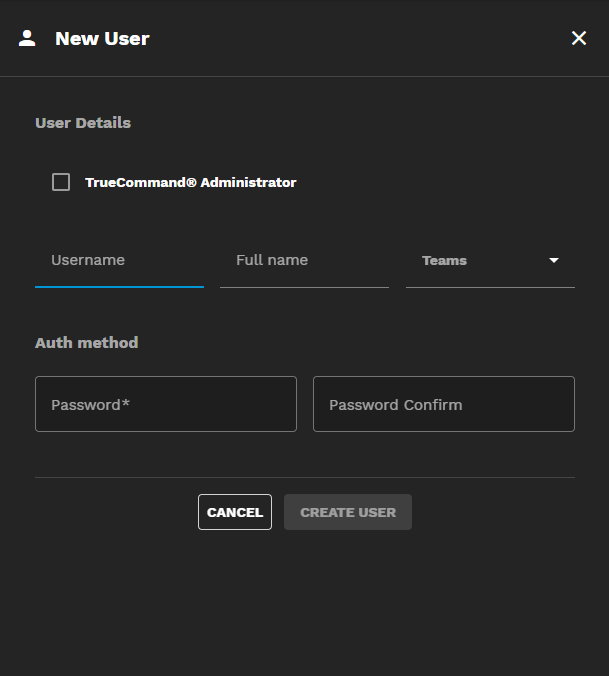 New User
User Details
TrueCommand® Administrator
Username Full name Teams
Auth method
Password* Password Confirm
CANCEL CREATE USER